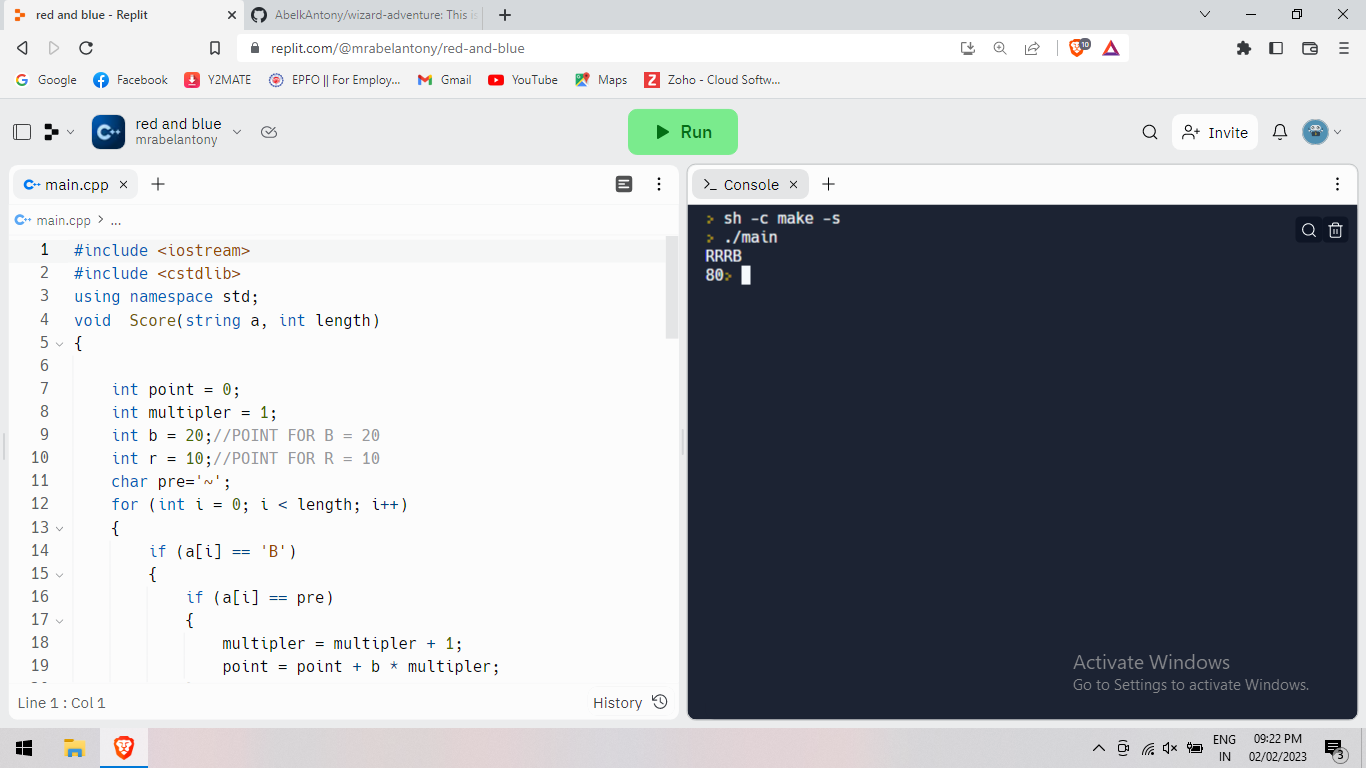 red and blue - Replit
AbelkAntony/wizard-adventure: This is
replit.com/@mrabelantony/red-and-blue
10
Google
Facebook
Y2MATE
EPFO || For Employ...
Gmail
YouTube
Maps
Zoho - Cloud Softw...
C++
red and blue
mrabelantony
Run
Invite
main.cpp
Console
main.cpp > ...
1 #include <iostream>
2 #include <cstdlib>
3 using namespace std;
4 void  Score(string a, int length)
5 {
6
7     int point = 0;
8     int multipler = 1;
9     int b = 20;//POINT FOR B = 20
10     int r = 10;//POINT FOR R = 10
11     char pre='~';
12     for (int i = 0; i < length; i++)
13     {
14         if (a[i] == 'B')
15         {
16             if (a[i] == pre)
17             {
18                 multipler = multipler + 1;
19                 point = point + b * multipler;
Line 1 : Col 1
History
> sh -c make -s
> ./main
RRRB
80>
Activate Windows
Go to Settings to activate Windows.
ENG
IN
09:22 PM
02/02/2023
3